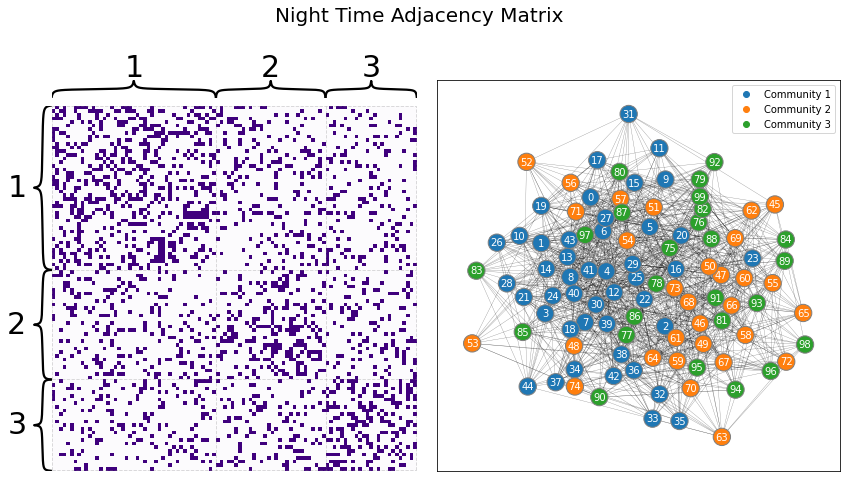 Night Time Adjacency Matrix
1 2 3
1
2
3
Community 1
Community 2
Community 3
31
11
52 17 80 92
56 15 9 79
0 57 99
19 71 27 87 51 82 62 45
6 5 76
26 10 1 43 97 54 20 88 69 84
75
13 23 89
83 14 8 41 4 29 16 50 47
28 25 78 60 55
21 24 40 12 73
30 22 68 91 66 93
3 65
85 18 7 39 86 2 46 81
77 61 58
53 48 49 98
38 64 59 67 72
34 36 95 96
44 37 74 42
90 32 70 94
33 35
63